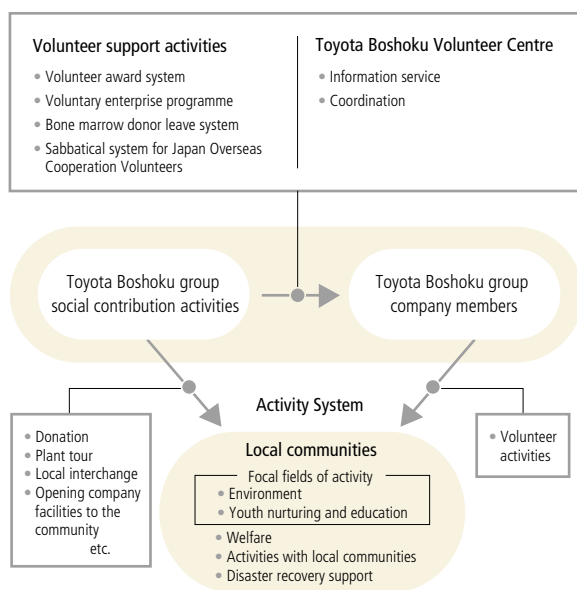 Volunteer support activities
• Volunteer award system
• Voluntary enterprise programme
• Bone marrow donor leave system
• Sabbatical system for Japan Overseas
Cooperation Volunteers
Toyota Boshoku Volunteer Centre
• Information service
• Coordination
Toyota Boshoku group
social contribution activities
Toyota Boshoku group
company members
• Donation
• Plant tour
• Local interchange
• Opening company
facilities to the
community
etc.
Activity System
Local communities
Focal fields of activity
• Environment
• Youth nurturing and education
• Welfare
• Activities with local communities
• Disaster recovery support
• Volunteer
activities